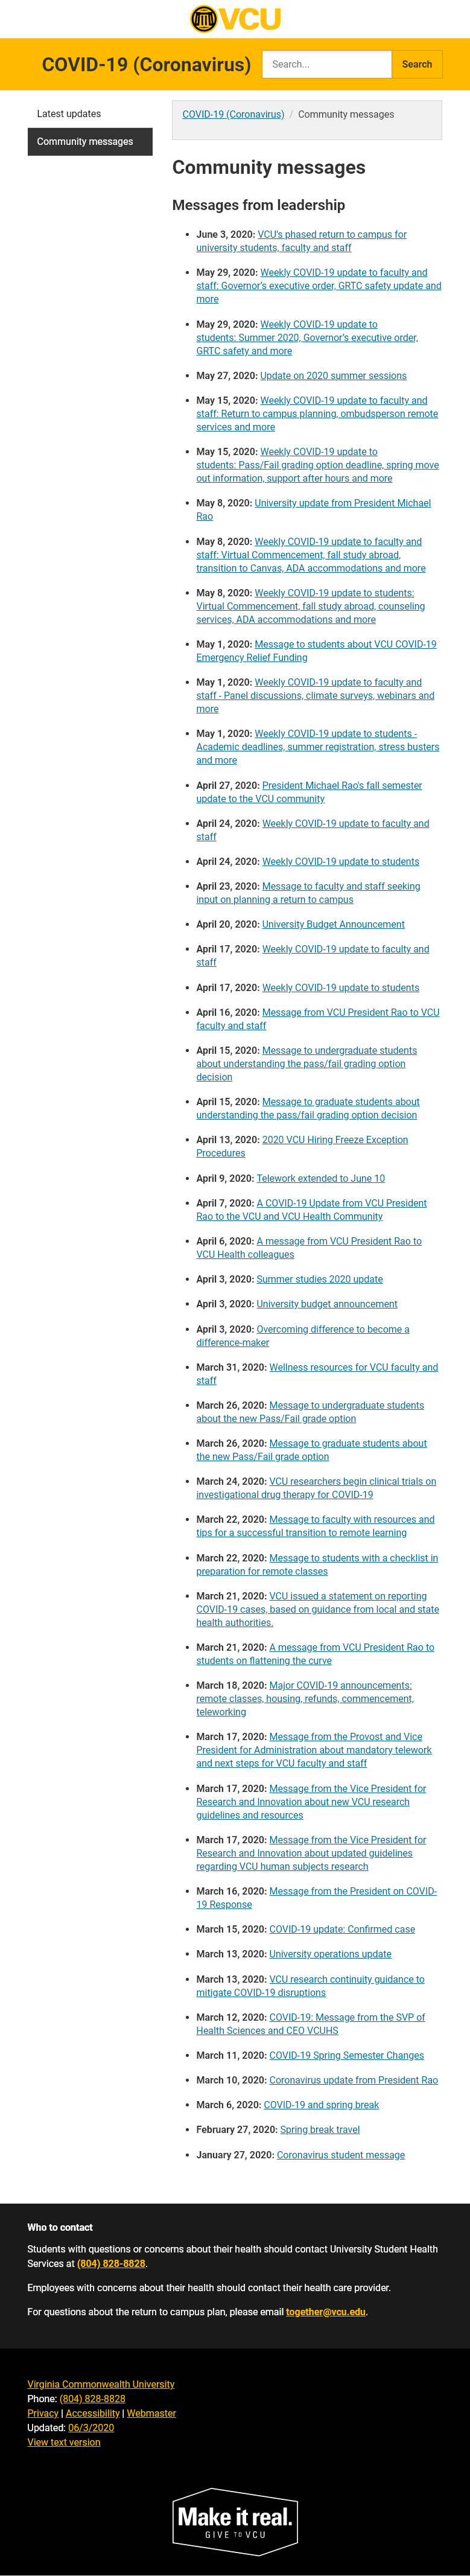 VCU
COVID-19 (Coronavirus)
Search...
Search
Latest updates
Community messages
COVID-19 (Coronavirus) / Community messages
Community messages
Messages from leadership
June 3, 2020: VCU's phased return to campus for
university students, faculty and staff
May 29, 2020: Weekly COVID-19 update to faculty and
staff: Governor's executive order, GRTC safety update and
more
May 29, 2020: Weekly COVID-19 update to
students: Summer 2020, Governor's executive order,
GRTC safety and more
May 27, 2020: Update on 2020 summer sessions
May 15, 2020: Weekly COVID-19 update to faculty and
staff: Return to campus planning, ombudsperson remote
services and more
May 15, 2020: Weekly COVID-19 update to
students: Pass/Fail grading option deadline, spring move
out information, support after hours and more
May 8, 2020: University update from President Michael
Rao
May 8, 2020: Weekly COVID-19 update to faculty and
staff: Virtual Commencement, fall study abroad,
transition to Canvas, ADA accommodations and more
May 8, 2020: Weekly COVID-19 update to students:
Virtual Commencement, fall study abroad, counseling
services, ADA accommodations and more
May 1, 2020: Message to students about VCU COVID-19
Emergency Relief Funding
May 1, 2020: Weekly COVID-19 update to faculty and
staff - Panel discussions, climate surveys, webinars and
more
May 1, 2020: Weekly COVID-19 update to students -
Academic deadlines, summer registration, stress busters
and more
April 27, 2020: President Michael Rao's fall semester
update to the VCU community
April 24, 2020: Weekly COVID-19 update to faculty and
staff
April 24, 2020: Weekly COVID-19 update to students
April 23, 2020: Message to faculty and staff seeking
input on planning a return to campus
April 20, 2020: University Budget Announcement
April 17, 2020: Weekly COVID-19 update to faculty and
staff
April 17, 2020: Weekly COVID-19 update to students
April 16, 2020: Message from VCU President Rao to VCU
faculty and staff
April 15, 2020: Message to undergraduate students
about understanding the pass/fail grading option
decision
April 15, 2020: Message to graduate students about
understanding the pass/fail grading option decision
April 13, 2020: 2020 VCU Hiring Freeze Exception
Procedures
April 9, 2020: Telework extended to June 10
April 7, 2020: A COVID-19 Update from VCU President
Rao to the VCU and VCU Health Community
April 6, 2020: A message from VCU President Rao to
VCU Health colleagues
April 3, 2020: Summer studies 2020 update
April 3, 2020: University budget announcement
April 3, 2020: Overcoming difference to become a
difference-maker
March 31, 2020: Wellness resources for VCU faculty and
staff
March 26, 2020: Message to undergraduate students
about the new Pass/Fail grade option
March 26, 2020: Message to graduate students about
the new Pass/Fail grade option
March 24, 2020: VCU researchers begin clinical trials on
investigational drug therapy for COVID-19
March 22, 2020: Message to faculty with resources and
tips for a successful transition to remote learning
March 22, 2020: Message to students with a checklist in
preparation for remote classes
March 21, 2020: VCU issued a statement on reporting
COVID-19 cases, based on guidance from local and state
health authorities.
March 21, 2020: A message from VCU President Rao to
students on flattening the curve
March 18, 2020: Major COVID-19 announcements:
remote classes, housing, refunds, commencement,
teleworking
March 17, 2020: Message from the Provost and Vice
President for Administration about mandatory telework
and next steps for VCU faculty and staff
March 17, 2020: Message from the Vice President for
Research and Innovation about new VCU research
guidelines and resources
March 17, 2020: Message from the Vice President for
Research and Innovation about updated guidelines
regarding VCU human subjects research
March 16, 2020: Message from the President on COVID-
19 Response
March 15, 2020: COVID-19 update: Confirmed case
March 13, 2020: University operations update
March 13, 2020: VCU research continuity guidance to
mitigate COVID-19 disruptions
March 12, 2020: COVID-19: Message from the SVP of
Health Sciences and CEO VCUHS
March 11, 2020: COVID-19 Spring Semester Changes
March 10, 2020: Coronavirus update from President Rao
March 6, 2020: COVID-19 and spring break
February 27, 2020: Spring break travel
January 27, 2020: Coronavirus student message
Who to contact
Students with questions or concerns about their health should contact University Student Health
Services at (804) 828-8828.
Employees with concerns about their health should contact their health care provider.
For questions about the return to campus plan, please email together@vcu.edu.
Virginia Commonwealth University
Phone: (804) 828-8828
Privacy | Accessibility | Webmaster
Updated: 06/3/2020
View text version
Make it real.
GIVE TO VCU